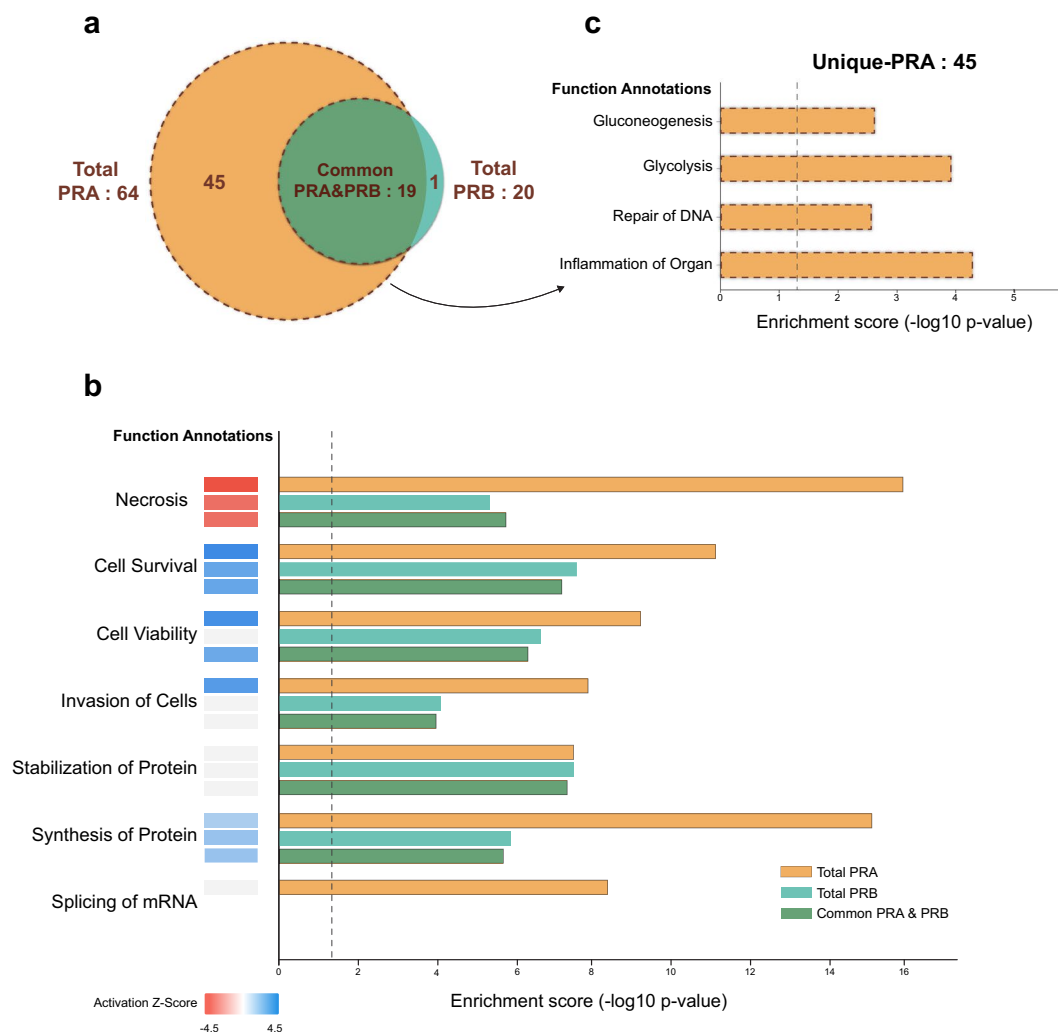 a
Total
PRA : 64
45
Common
PRA&PRB : 19
1
Total
PRB : 20
c
Unique-PRA : 45
Function Annotations
Gluconeogenesis
Glycolysis
Repair of DNA
Inflammation of Organ
0 1 2 3 4 5
Enrichment score (-log10 p-value)
b
Function Annotations
Necrosis
Cell Survival
Cell Viability
Invasion of Cells
Stabilization of Protein
Synthesis of Protein
Splicing of mRNA
Total PRA
Total PRB
Common PRA & PRB
0 2 4 6 8 10 12 14 16
Enrichment score (-log10 p-value)
Activation Z-Score
-4.5 4.5